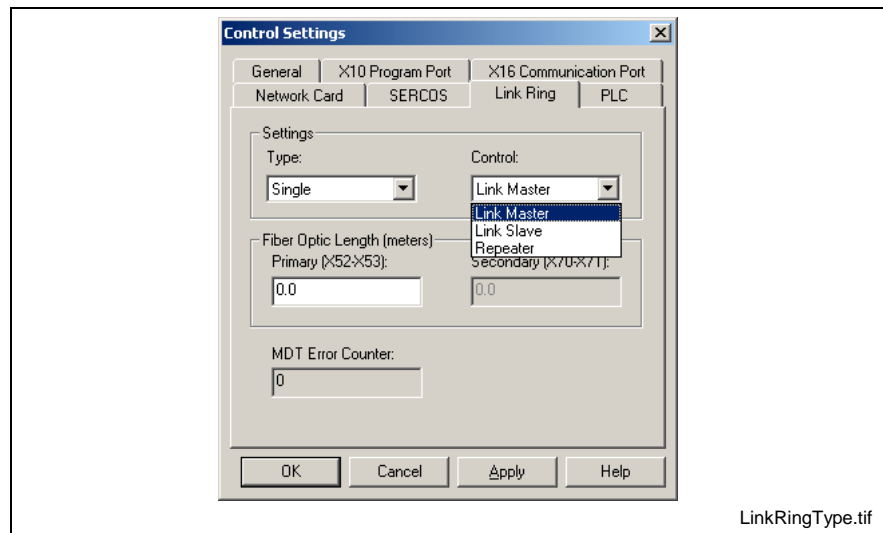 Control Settings
General X10 Program Port X16 Communication Port
Network Card SERCOS Link Ring PLC
Settings
Type: Control:
Single Link Master
Link Master
Link Slave
Repeater
Fiber Optic Length (meters)
Primary (X52-X53): Secondary (X70-X71):
0.0 0.0
MDT Error Counter:
0
OK Cancel Apply Help
LinkRingType.tif